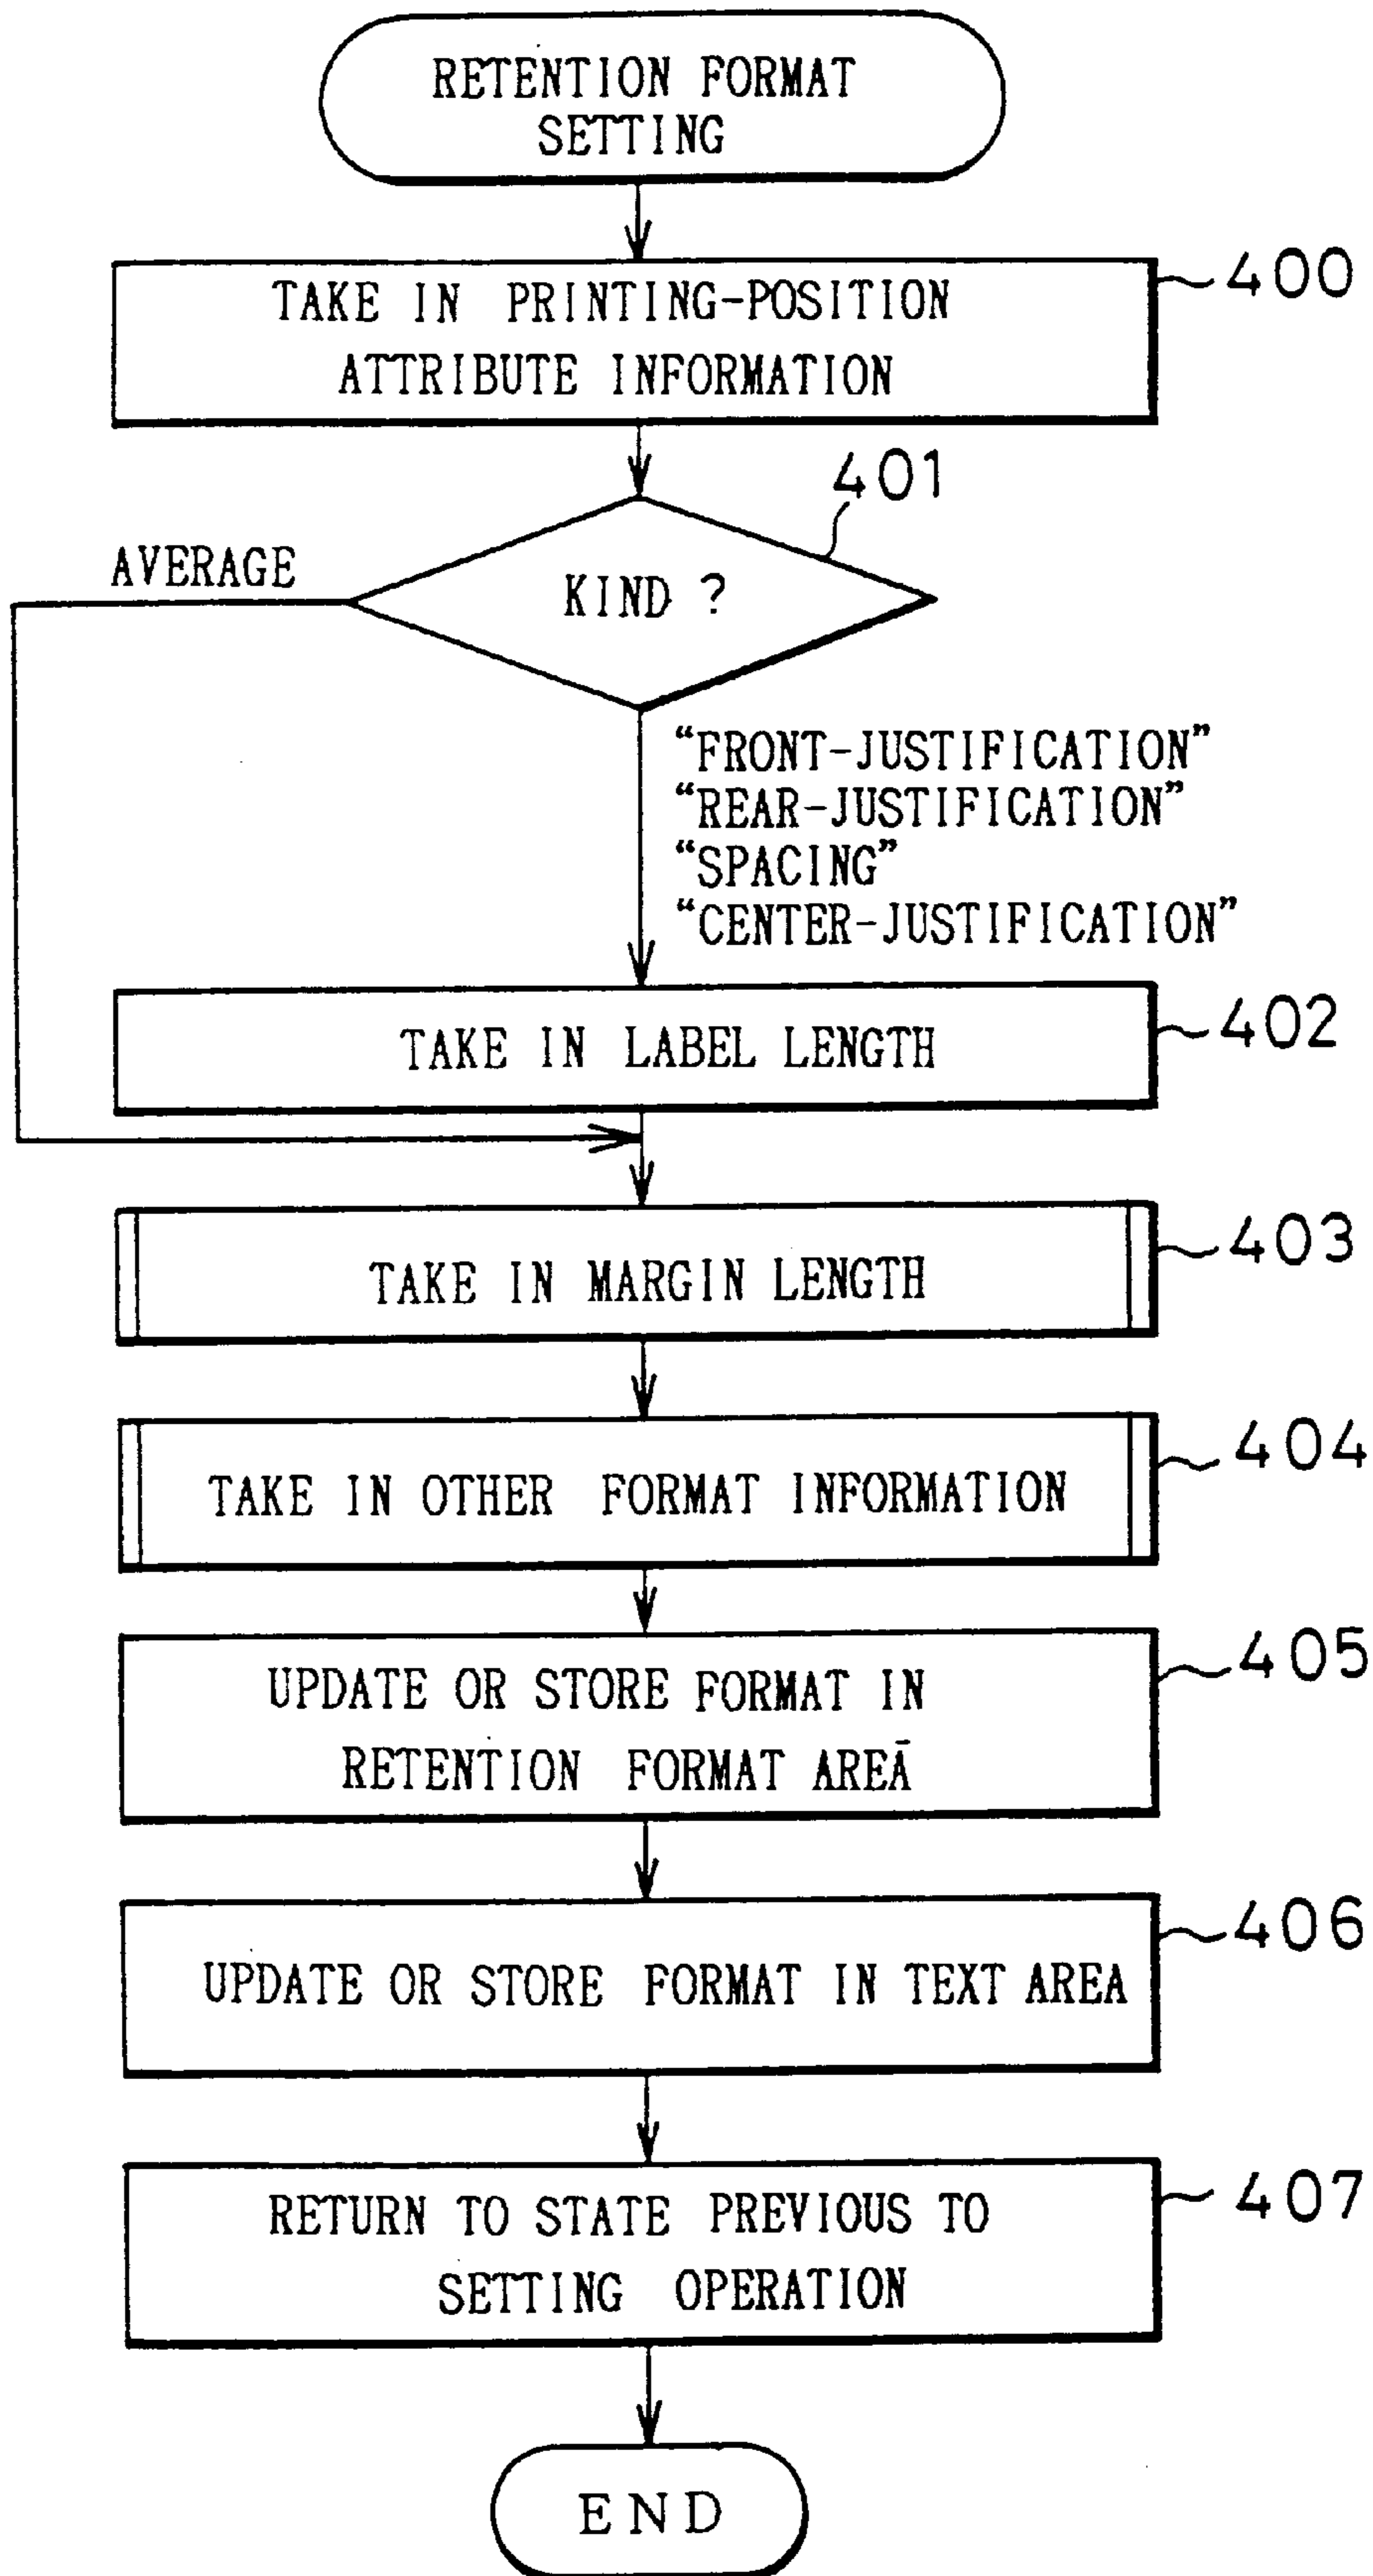 RETENTION FORMAT
SETTING
TAKE IN PRINTING-POSITION
ATTRIBUTE INFORMATION
400
401
AVERAGE
KIND ?
“FRONT-JUSTIFICATION”
“REAR-JUSTIFICATION”
“SPACING”
“CENTER-JUSTIFICATION”
TAKE IN LABEL LENGTH
402
TAKE IN MARGIN LENGTH
403
TAKE IN OTHER FORMAT INFORMATION
404
UPDATE OR STORE FORMAT IN
RETENTION FORMAT AREA
405
UPDATE OR STORE FORMAT IN TEXT AREA
406
RETURN TO STATE PREVIOUS TO
SETTING OPERATION
407
END